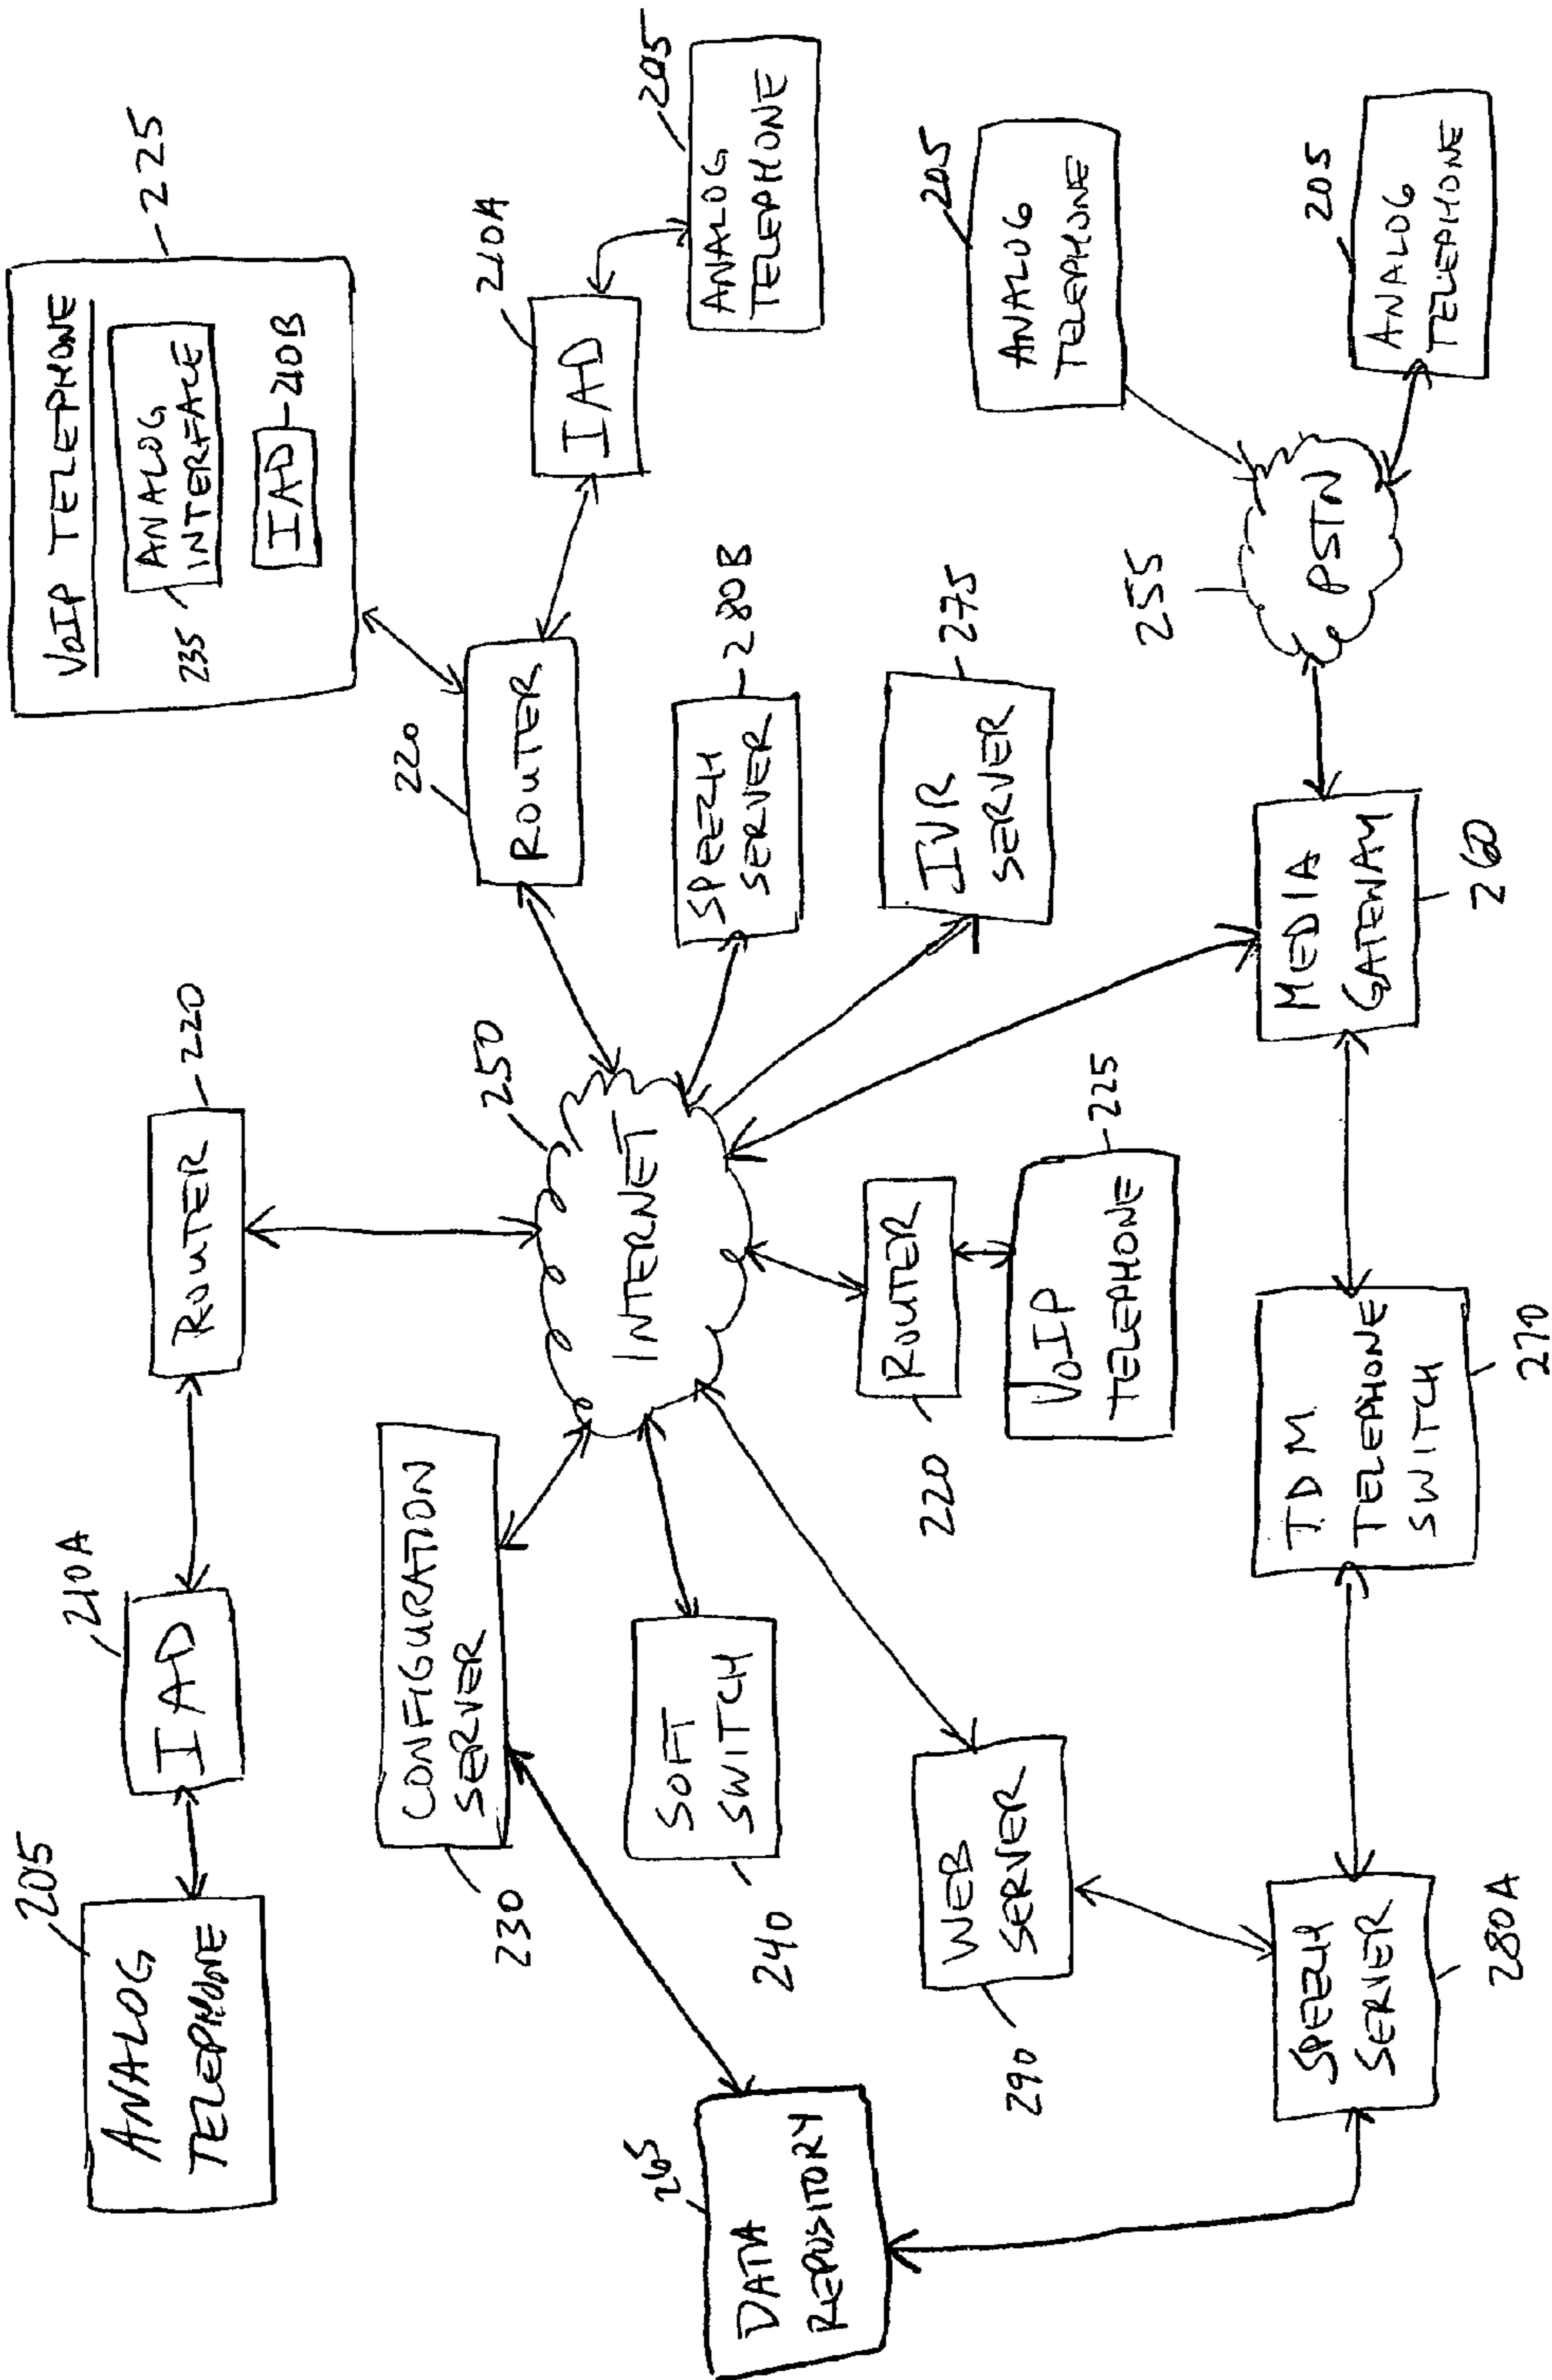 205
ANALOG
TELEPHONE
210A
IAD
ROUTER
220
VOIP TELEPHONE
225
ANALOG
INTERFACE
235
IAD
210B
CONFIGURATION
SERVER
230
250
INTERNET
220
ROUTER
210A
IAD
205
ANALOG
TELEPHONE
265
DATA
REPOSITORY
SOFT
SWITCH
240
SPEECH
SERVER
280B
WEB
SERVER
290
ROUTER
220
VOIP
TELEPHONE
225
IVR
SERVER
275
205
ANALOG
TELEPHONE
SPEECH
SERVER
280A
TDM
TELEPHONE
SWITCH
270
MEDIA
GATEWAY
260
255
PSTN
205
ANALOG
TELEPHONE